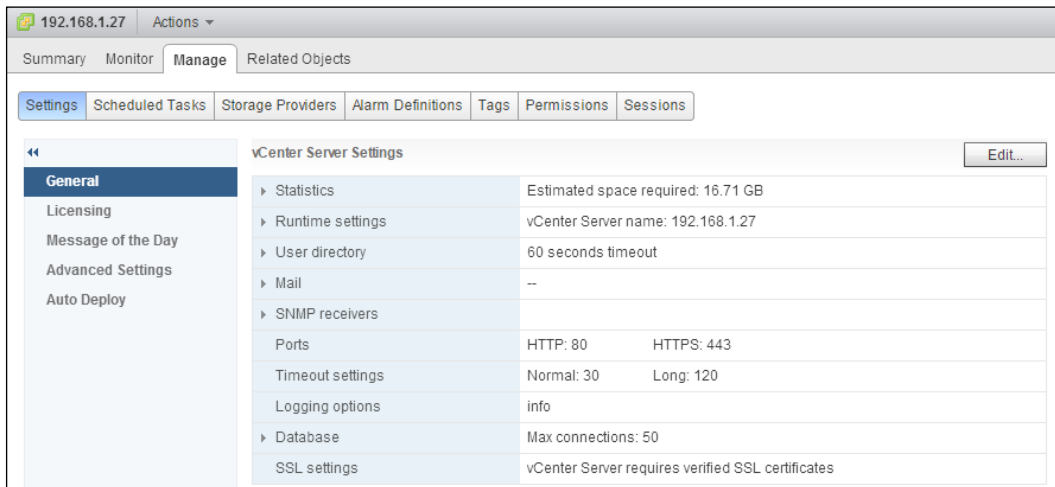 192.168.1.27 Actions
Summary Monitor Manage Related Objects
Settings Scheduled Tasks Storage Providers Alarm Definitions Tags Permissions Sessions
vCenter Server Settings Edit...
General
Licensing
Message of the Day
Advanced Settings
Auto Deploy
Statistics Estimated space required: 16.71 GB
Runtime settings vCenter Server name: 192.168.1.27
User directory 60 seconds timeout
Mail --
SNMP receivers
Ports HTTP: 80 HTTPS: 443
Timeout settings Normal: 30 Long: 120
Logging options info
Database Max connections: 50
SSL settings vCenter Server requires verified SSL certificates